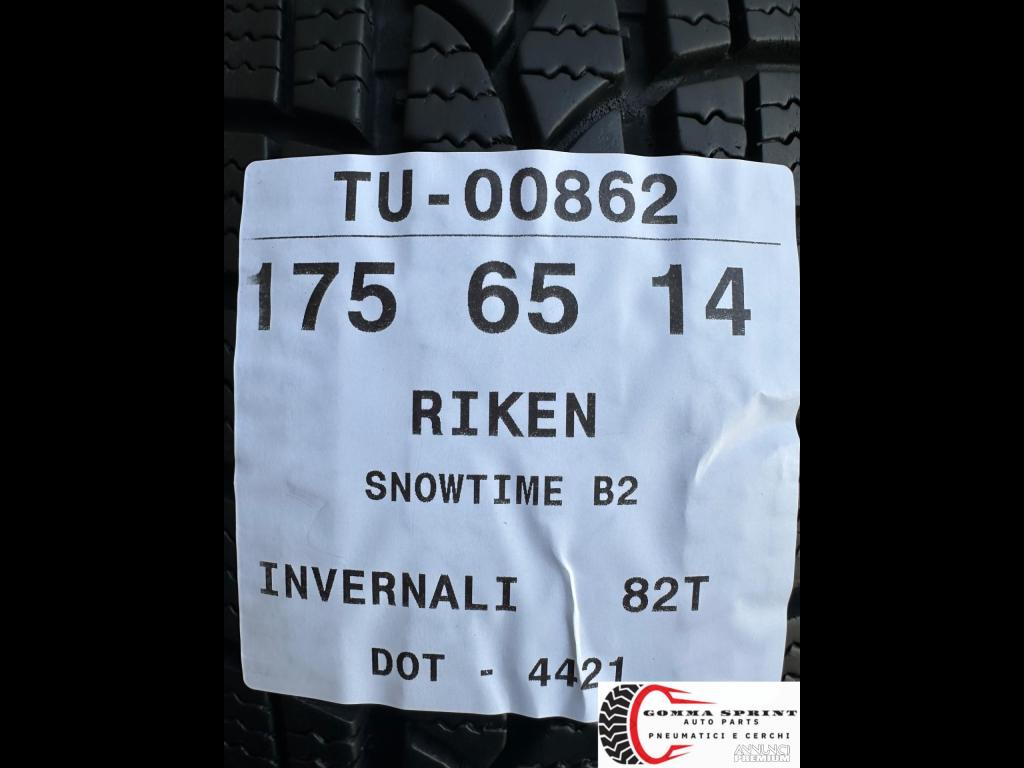 TU-00862
175 65 14
RIKEN
SNOWTIME B2
INVERNALI 82T
DOT - 4421
GOMMA SPRINT
AUTO PARTS
PNEUMATICI E CERCHI
ANNUNCI
PREMIUM